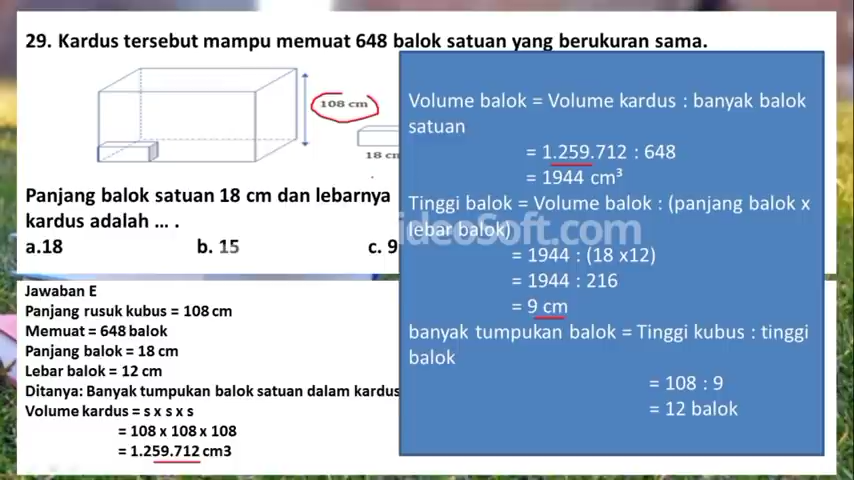 29. Kardus tersebut mampu memuat 648 balok satuan yang berukuran sama.
108 cm
18 cm
Panjang balok satuan 18 cm dan lebarnya
kardus adalah ... .
a.18 b. 15 c. 9
Jawaban E
Panjang rusuk kubus = 108 cm
Memuat = 648 balok
Panjang balok = 18 cm
Lebar balok = 12 cm
Ditanya: Banyak tumpukan balok satuan dalam kardus
Volume kardus = s x s x s
= 108 x 108 x 108
= 1.259.712 cm3
Volume balok = Volume kardus : banyak balok
satuan
= 1.259.712 : 648
= 1944 cm³
Tinggi balok = Volume balok : (panjang balok x
lebar balok)
= 1944 : (18 x12)
= 1944 : 216
= 9 cm
banyak tumpukan balok = Tinggi kubus : tinggi
balok
= 108 : 9
= 12 balok
ideoSoft.com